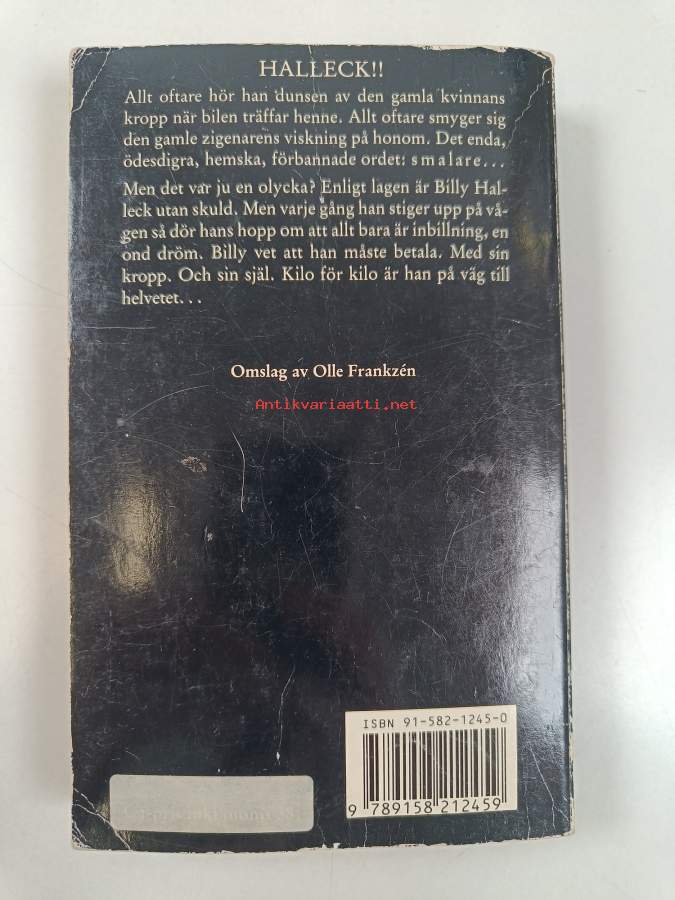 HALLECK!!
Allt oftare hör han dunsen av den gamla kvinnans
kropp när bilen träffar henne. Allt oftare smyger sig
den gamle zigenarens viskning på honom. Det enda,
ödesdigra, hemska, förbannade ordet: s m a l a r e . . .
Men det var ju en olycka? Enligt lagen är Billy Hal-
leck utan skuld. Men varje gång han stiger upp på vå-
gen så dör hans hopp om att allt bara är inbillning, en
ond dröm. Billy vet att han måste betala. Med sin
kropp. Och sin själ. Kilo för kilo är han på väg till
helvetet. . .
Omslag av Olle Frankzén
Antikvariaatti.net
ISBN 91-582-1245-0
9 789158 212459